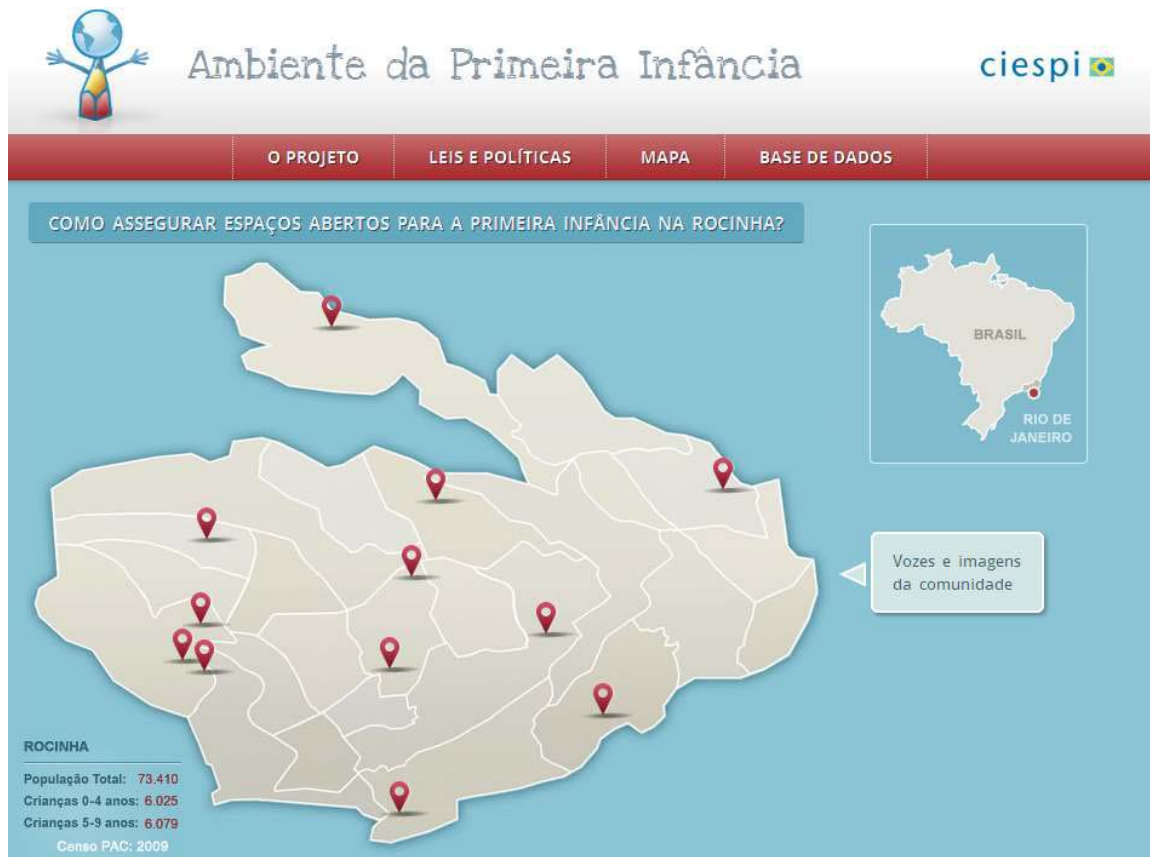 Ambiente da Primeira Infância
ciespi
O PROJETO LEIS E POLÍTICAS MAPA BASE DE DADOS
COMO ASSEGURAR ESPAÇOS ABERTOS PARA A PRIMEIRA INFÂNCIA NA ROCINHA?
BRASIL
RIO DE
JANEIRO
Vozes e imagens
da comunidade
ROCINHA
População Total: 73.410
Crianças 0-4 anos: 6.025
Crianças 5-9 anos: 6.079
Censo PAC: 2009